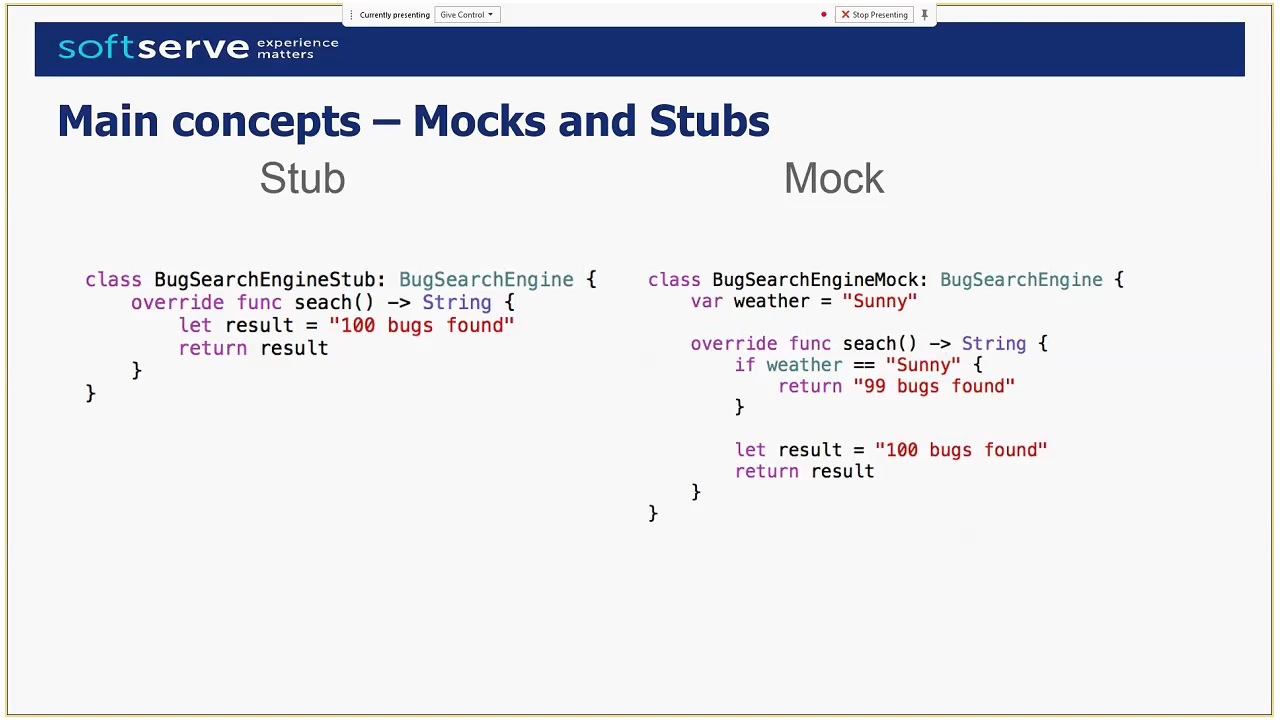 Currently presenting
Give Control
Stop Presenting
softserve experience matters
Main concepts – Mocks and Stubs
Stub
class BugSearchEngineStub: BugSearchEngine {
override func seach() -> String {
let result = "100 bugs found"
return result
}
}
Mock
class BugSearchEngineMock: BugSearchEngine {
var weather = "Sunny"
override func seach() -> String {
if weather == "Sunny" {
return "99 bugs found"
}
let result = "100 bugs found"
return result
}
}